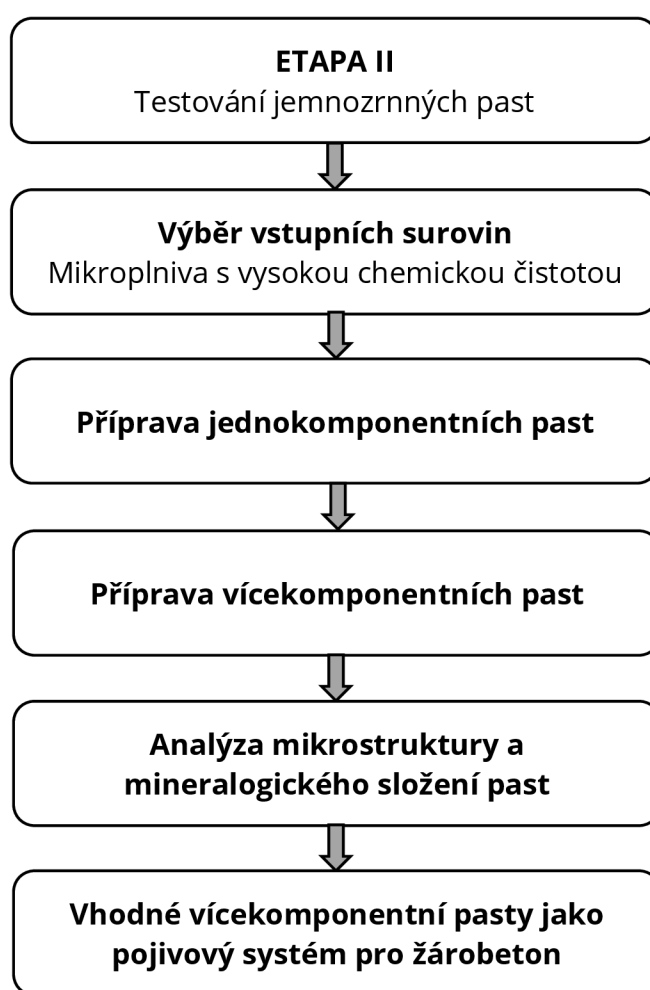 ETAPA II
Testování jemnozrnných past
Výběr vstupních surovin
Mikroplniva s vysokou chemickou čistotou
Příprava jednokomponentních past
Příprava vícekomponentních past
Analýza mikrostruktury a
mineralogického složení past
Vhodné vícekomponentní pasty jako
pojivový systém pro žárobeton